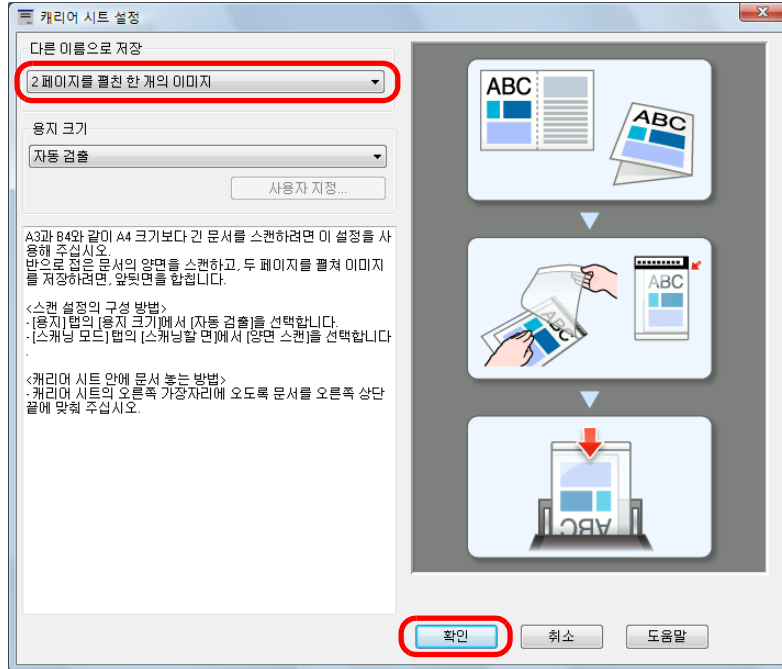 캐리어 시트 설정
다른 이름으로 저장
2 페이지를 펼친 한 개의 이미지
용지 크기
자동 검출
사용자 지정...
A3과 B4와 같이 A4 크기보다 긴 문서를 스캔하려면 이 설정을 사
용해 주십시오.
반으로 접은 문서의 양면을 스캔하고, 두 페이지를 펼쳐 이미지
를 저장하려면, 앞뒷면을 합칩니다.
<스캔 설정의 구성 방법>
- [용지] 탭의 [용지 크기]에서 [자동 검출]을 선택합니다.
- [스캐닝 모드] 탭의 [스캐닝할 면]에서 [양면 스캔]을 선택합니다
.
<캐리어 시트 안에 문서 놓는 방법>
- 캐리어 시트의 오른쪽 가장자리에 오도록 문서를 오른쪽 상단
끝에 맞춰 주십시오.
ABC
ABC
ABC
ABC
ABC
확인
취소
도움말